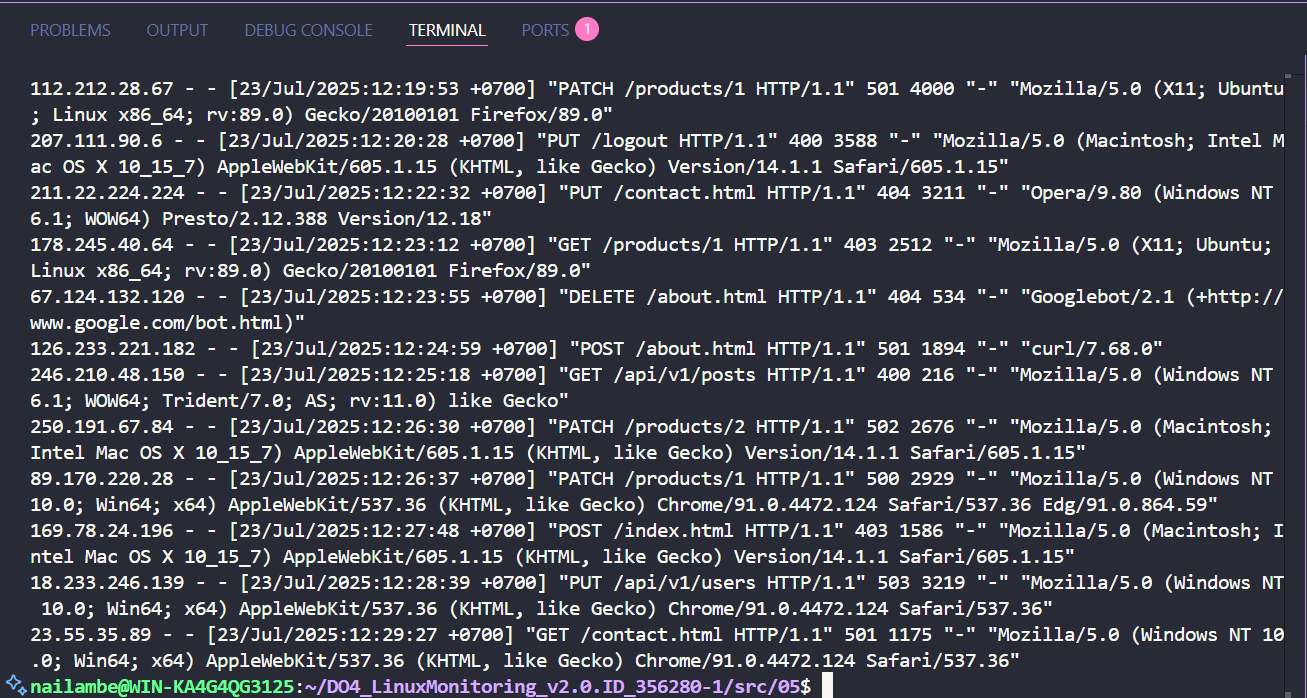 PROBLEMS OUTPUT DEBUG CONSOLE TERMINAL PORTS 1
112.212.28.67 - - [23/Jul/2025:12:19:53 +0700] "PATCH /products/1 HTTP/1.1" 501 4000 "-" "Mozilla/5.0 (X11; Ubuntu
; Linux x86_64; rv:89.0) Gecko/20100101 Firefox/89.0"
207.111.90.6 - - [23/Jul/2025:12:20:28 +0700] "PUT /logout HTTP/1.1" 400 3588 "-" "Mozilla/5.0 (Macintosh; Intel M
ac OS X 10_15_7) AppleWebKit/605.1.15 (KHTML, like Gecko) Version/14.1.1 Safari/605.1.15"
211.22.224.224 - - [23/Jul/2025:12:22:32 +0700] "PUT /contact.html HTTP/1.1" 404 3211 "-" "Opera/9.80 (Windows NT
6.1; WOW64) Presto/2.12.388 Version/12.18"
178.245.40.64 - - [23/Jul/2025:12:23:12 +0700] "GET /products/1 HTTP/1.1" 403 2512 "-" "Mozilla/5.0 (X11; Ubuntu;
Linux x86_64; rv:89.0) Gecko/20100101 Firefox/89.0"
67.124.132.120 - - [23/Jul/2025:12:23:55 +0700] "DELETE /about.html HTTP/1.1" 404 534 "-" "Googlebot/2.1 (+http://
www.google.com/bot.html)"
126.233.221.182 - - [23/Jul/2025:12:24:59 +0700] "POST /about.html HTTP/1.1" 501 1894 "-" "curl/7.68.0"
246.210.48.150 - - [23/Jul/2025:12:25:18 +0700] "GET /api/v1/posts HTTP/1.1" 400 216 "-" "Mozilla/5.0 (Windows NT
6.1; WOW64; Trident/7.0; AS; rv:11.0) like Gecko"
250.191.67.84 - - [23/Jul/2025:12:26:30 +0700] "PATCH /products/2 HTTP/1.1" 502 2676 "-" "Mozilla/5.0 (Macintosh;
Intel Mac OS X 10_15_7) AppleWebKit/605.1.15 (KHTML, like Gecko) Version/14.1.1 Safari/605.1.15"
89.170.220.28 - - [23/Jul/2025:12:26:37 +0700] "PATCH /products/1 HTTP/1.1" 500 2929 "-" "Mozilla/5.0 (Windows NT
10.0; Win64; x64) AppleWebKit/537.36 (KHTML, like Gecko) Chrome/91.0.4472.124 Safari/537.36 Edg/91.0.864.59"
169.78.24.196 - - [23/Jul/2025:12:27:48 +0700] "POST /index.html HTTP/1.1" 403 1586 "-" "Mozilla/5.0 (Macintosh; I
ntel Mac OS X 10_15_7) AppleWebKit/605.1.15 (KHTML, like Gecko) Version/14.1.1 Safari/605.1.15"
18.233.246.139 - - [23/Jul/2025:12:28:39 +0700] "PUT /api/v1/users HTTP/1.1" 503 3219 "-" "Mozilla/5.0 (Windows NT
 10.0; Win64; x64) AppleWebKit/537.36 (KHTML, like Gecko) Chrome/91.0.4472.124 Safari/537.36"
23.55.35.89 - - [23/Jul/2025:12:29:27 +0700] "GET /contact.html HTTP/1.1" 501 1175 "-" "Mozilla/5.0 (Windows NT 10
.0; Win64; x64) AppleWebKit/537.36 (KHTML, like Gecko) Chrome/91.0.4472.124 Safari/537.36"
nailambe@WIN-KA4G4QG3125:~/DO4_LinuxMonitoring_v2.0.ID_356280-1/src/05$